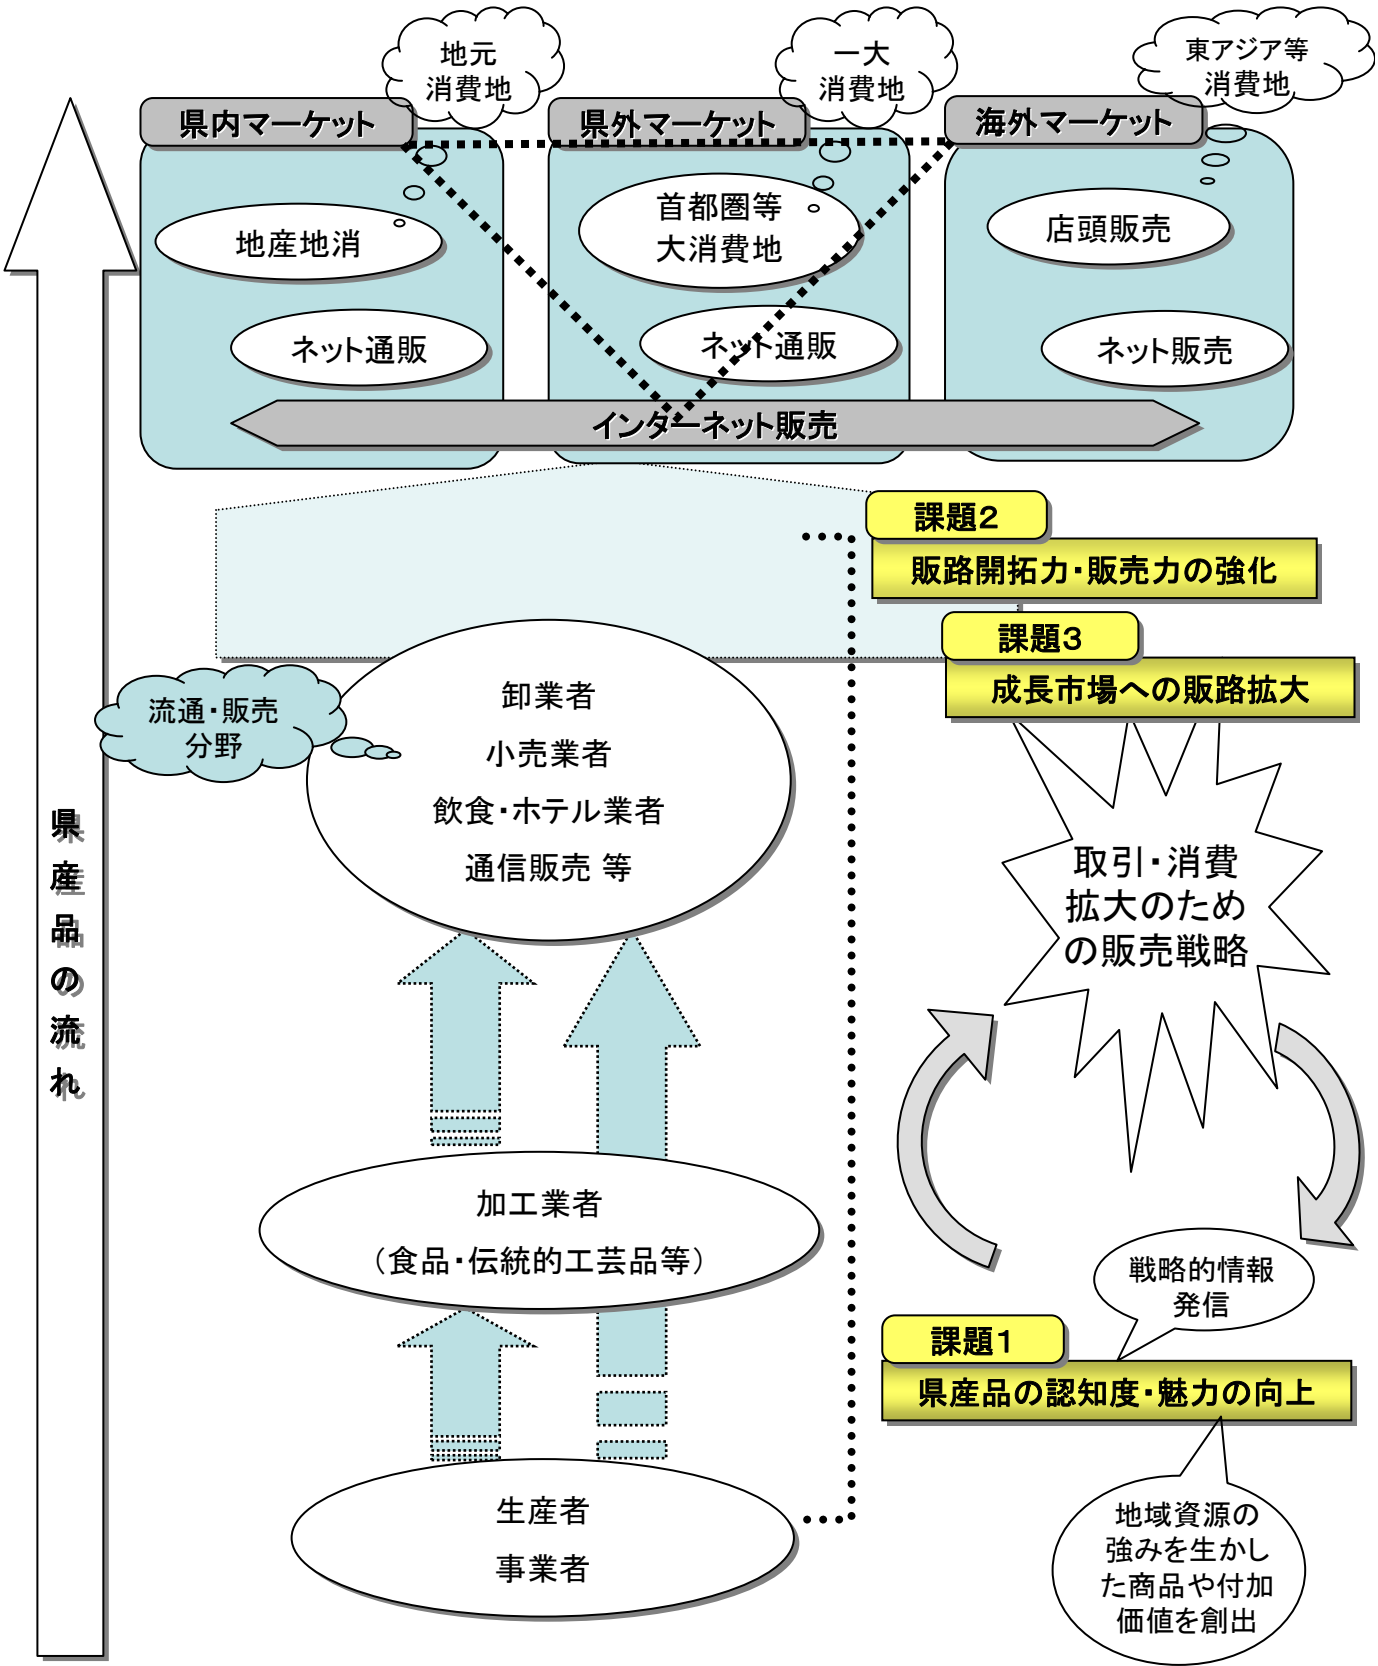 地元
消費地
一大
消費地
東アジア等
消費地
県内マーケット
県外マーケット
海外マーケット
地産地消
首都圏等
大消費地
店頭販売
ネット通販
ネット通販
ネット販売
インターネット販売
課題2
販路開拓力・販売力の強化
課題3
成長市場への販路拡大
流通・販売
分野
卸業者
小売業者
飲食・ホテル業者
通信販売 等
県産品の流れ
取引・消費
拡大のため
の販売戦略
加工業者
（食品・伝統的工芸品等）
戦略的情報
発信
課題1
県産品の認知度・魅力の向上
生産者
事業者
地域資源の
強みを生かし
た商品や付加
価値を創出